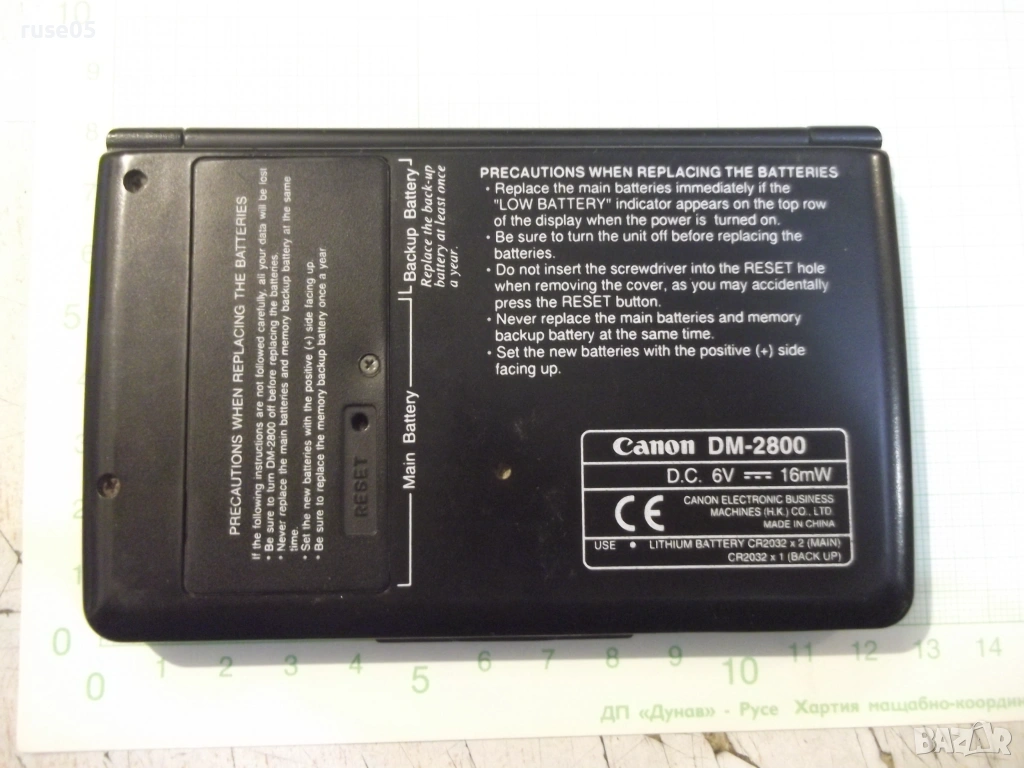 ruse05
10
9
8
5
1
0
PRECAUTIONS WHEN REPLACING THE BATTERIES
If the following instructions are not followed carefully, all your data will be lost
• Be sure to turn DM-2800 off before replacing the batteries.
• Never replace the main batteries and memory backup battery at the same
time.
• Set the new batteries with the positive (+) side facing up.
• Be sure to replace the memory backup battery once a year
RESET
Main Battery
Backup Battery
Replace the back-up
battery at least once
a year.
PRECAUTIONS WHEN REPLACING THE BATTERIES
• Replace the main batteries immediately if the
"LOW BATTERY" indicator appears on the top row
of the display when the power is turned on.
• Be sure to turn the unit off before replacing the
batteries.
• Do not insert the screwdriver into the RESET hole
when removing the cover, as you may accidentally
press the RESET button.
• Never replace the main batteries and memory
backup battery at the same time.
• Set the new batteries with the positive (+) side
facing up.
Canon DM-2800
D.C. 6V 16mW
CE
CANON ELECTRONIC BUSINESS
MACHINES (H.K.) CO., LTD.
MADE IN CHINA
USE • LITHIUM BATTERY CR2032 x 2 (MAIN)
CR2032 x 1 (BACK UP)
0 1 2 3 4 5 6 7 8 9 10 11 12 13 14
ДП «Дунав» - Русе Хартия мащабно-координ
BAZAR